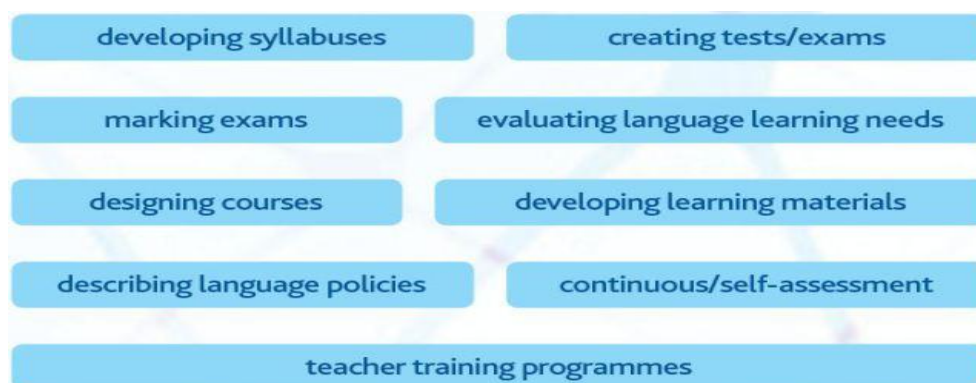 developing syllabuses
creating tests/exams
marking exams
evaluating language learning needs
designing courses
developing learning materials
describing language policies
continuous/self-assessment
teacher training programmes